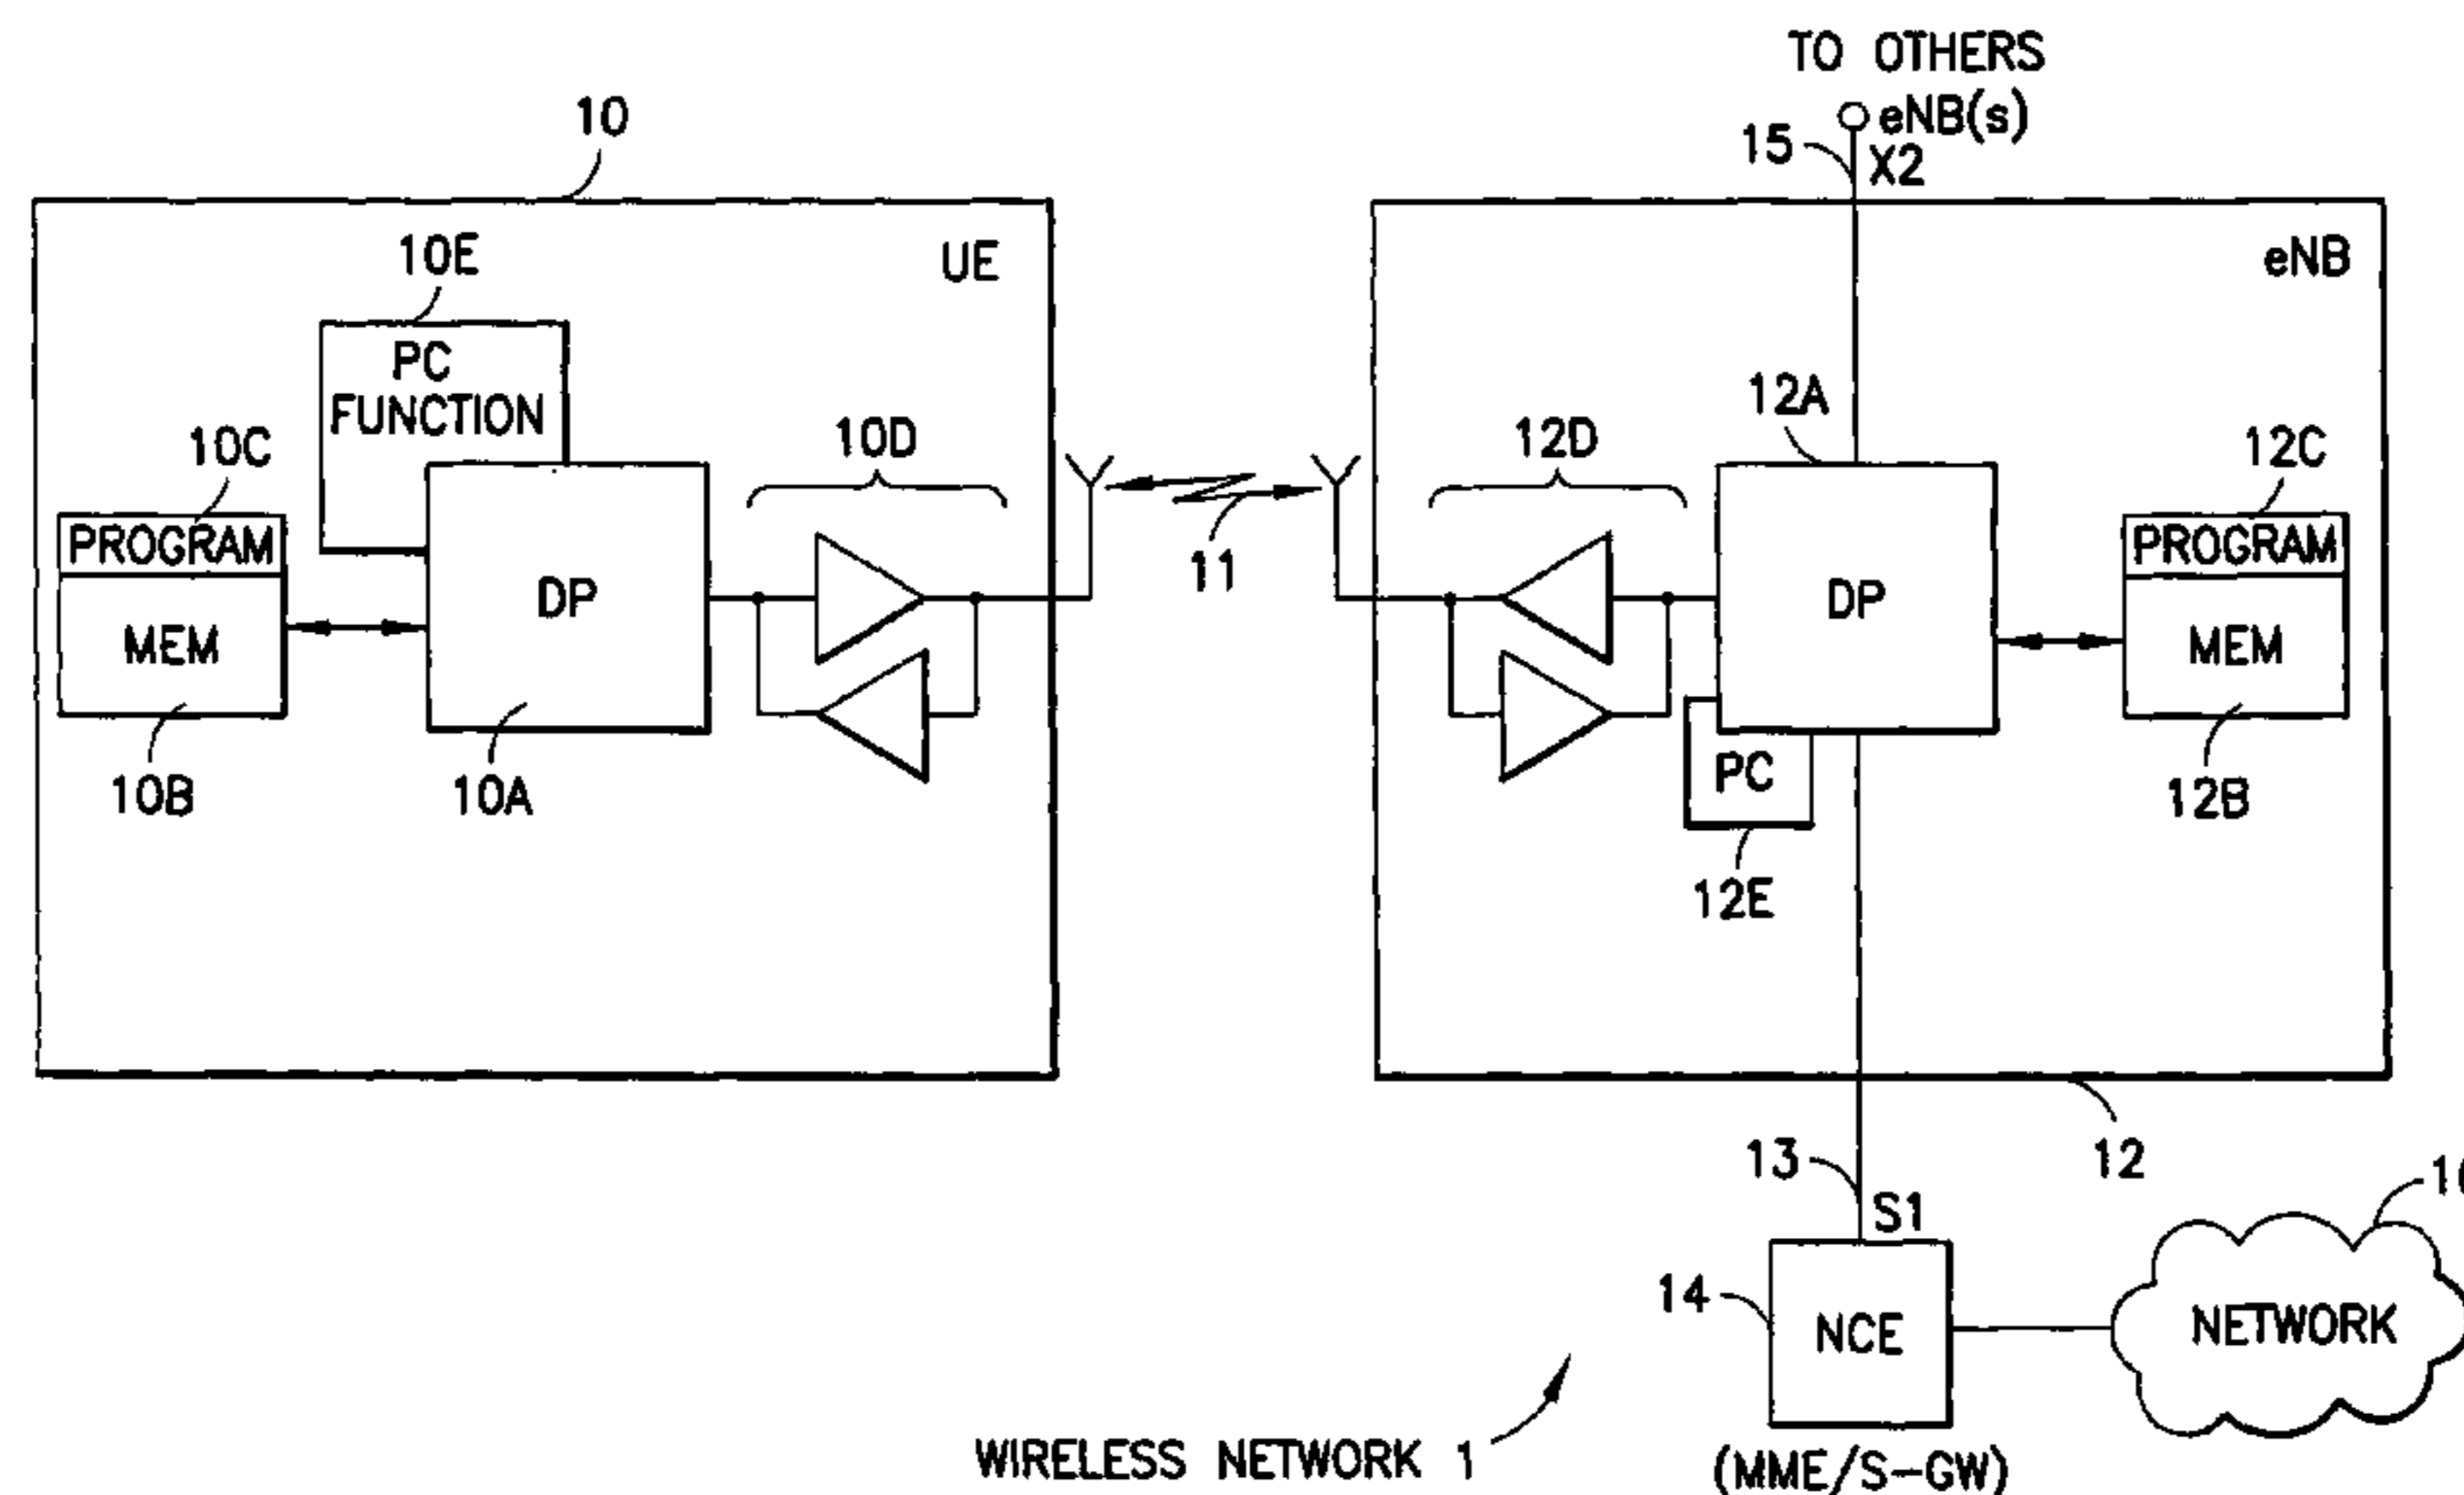 TO OTHERS
eNB(s)
15
X2
10
UE
10E
PC
FUNCTION
10C
PROGRAM
MEM
10B
DP
10A
10D
11
eNB
12A
12D
DP
12C
PROGRAM
MEM
12B
PC
12E
12
13
S1
14
NCE
(MME/S-GW)
NETWORK
WIRELESS NETWORK 1